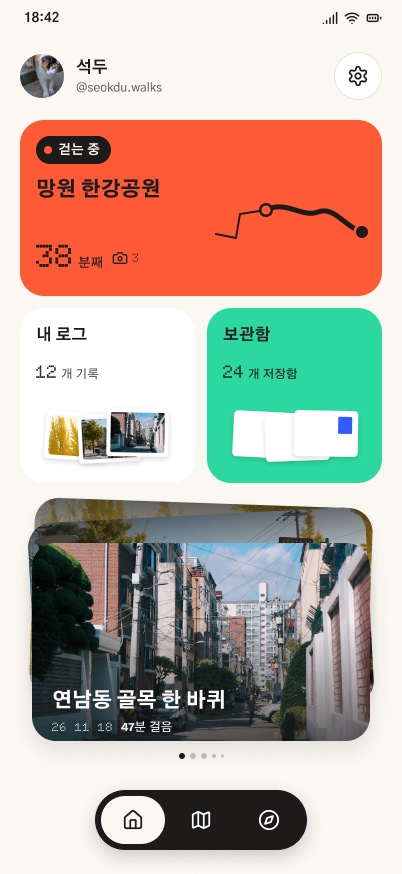 18:42
석두
@seokdu.walks
걷는 중
망원 한강공원
38 분째 3
내 로그
12 개 기록
보관함
24 개 저장함
연남동 골목 한 바퀴
26 11 18 47분 걸음